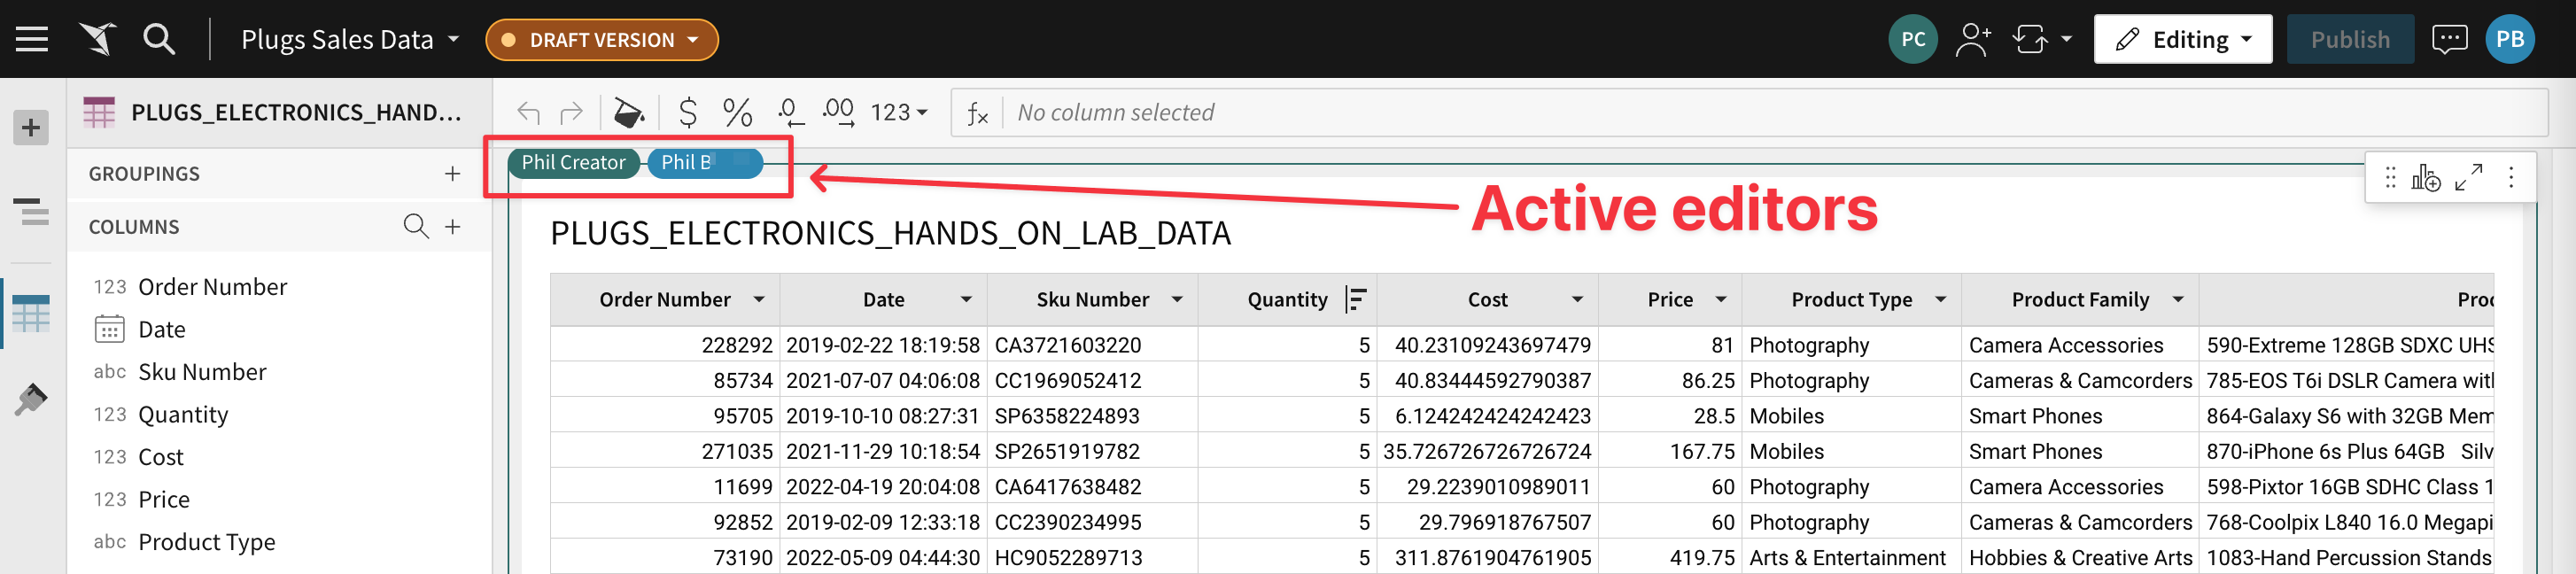 Plugs Sales Data
DRAFT VERSION
PC
Editing
Publish
PB
PLUGS_ELECTRONICS_HAND...
$ % .0 .00 123
fx No column selected
GROUPINGS
Phil Creator
Phil B
Active editors
COLUMNS
PLUGS_ELECTRONICS_HANDS_ON_LAB_DATA
123 Order Number
Date
abc Sku Number
123 Quantity
123 Cost
123 Price
abc Product Type
Order Number Date Sku Number Quantity Cost Price Product Type Product Family
228292 2019-02-22 18:19:58 CA3721603220 5 40.23109243697479 81 Photography Camera Accessories 590-Extreme 128GB SDXC UHS
85734 2021-07-07 04:06:08 CC1969052412 5 40.83444592790387 86.25 Photography Cameras & Camcorders 785-EOS T6i DSLR Camera with
95705 2019-10-10 08:27:31 SP6358224893 5 6.124242424242423 28.5 Mobiles Smart Phones 864-Galaxy S6 with 32GB Mem
271035 2021-11-29 10:18:54 SP2651919782 5 35.726726726726724 167.75 Mobiles Smart Phones 870-iPhone 6s Plus 64GB Silv
11699 2022-04-19 20:04:08 CA6417638482 5 29.2239010989011 60 Photography Camera Accessories 598-Pixtor 16GB SDHC Class 1
92852 2019-02-09 12:33:18 CC2390234995 5 29.796918767507 60 Photography Cameras & Camcorders 768-Coolpix L840 16.0 Megapi
73190 2022-05-09 04:44:30 HC9052289713 5 311.8761904761905 419.75 Arts & Entertainment Hobbies & Creative Arts 1083-Hand Percussion Stands